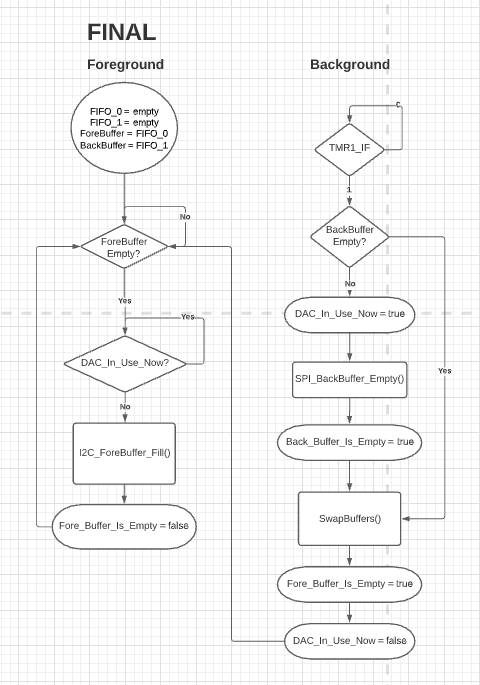 FINAL
Foreground
FIFO_0 = empty
FIFO_1 = empty
ForeBuffer = FIFO_0
BackBuffer = FIFO_1
No
ForeBuffer
Empty?
Yes
Yes
DAC_In_Use_Now?
No
I2C_ForeBuffer_Fill()
Fore_Buffer_Is_Empty = false
Background
TMR1_IF
1
BackBuffer
Empty?
No
DAC_In_Use_Now = true
Yes
SPI_BackBuffer_Empty()
Back_Buffer_Is_Empty = true
SwapBuffers()
Fore_Buffer_Is_Empty = true
DAC_In_Use_Now = false